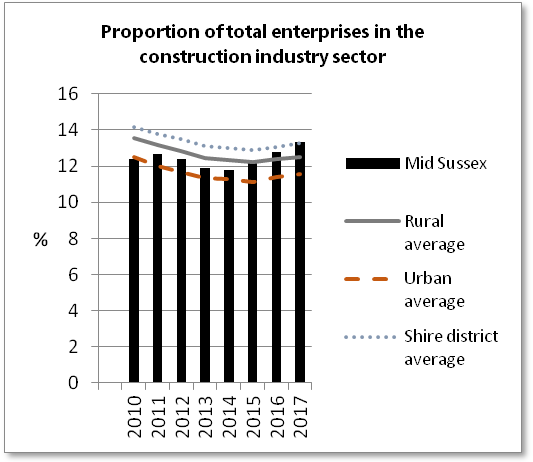 Proportion of total enterprises in the
construction industry sector
16
14
12
10
8
6
4
2
0
%
2010
2011
2012
2013
2014
2015
2016
2017
Mid Sussex
Rural
average
Urban
average
Shire district
average